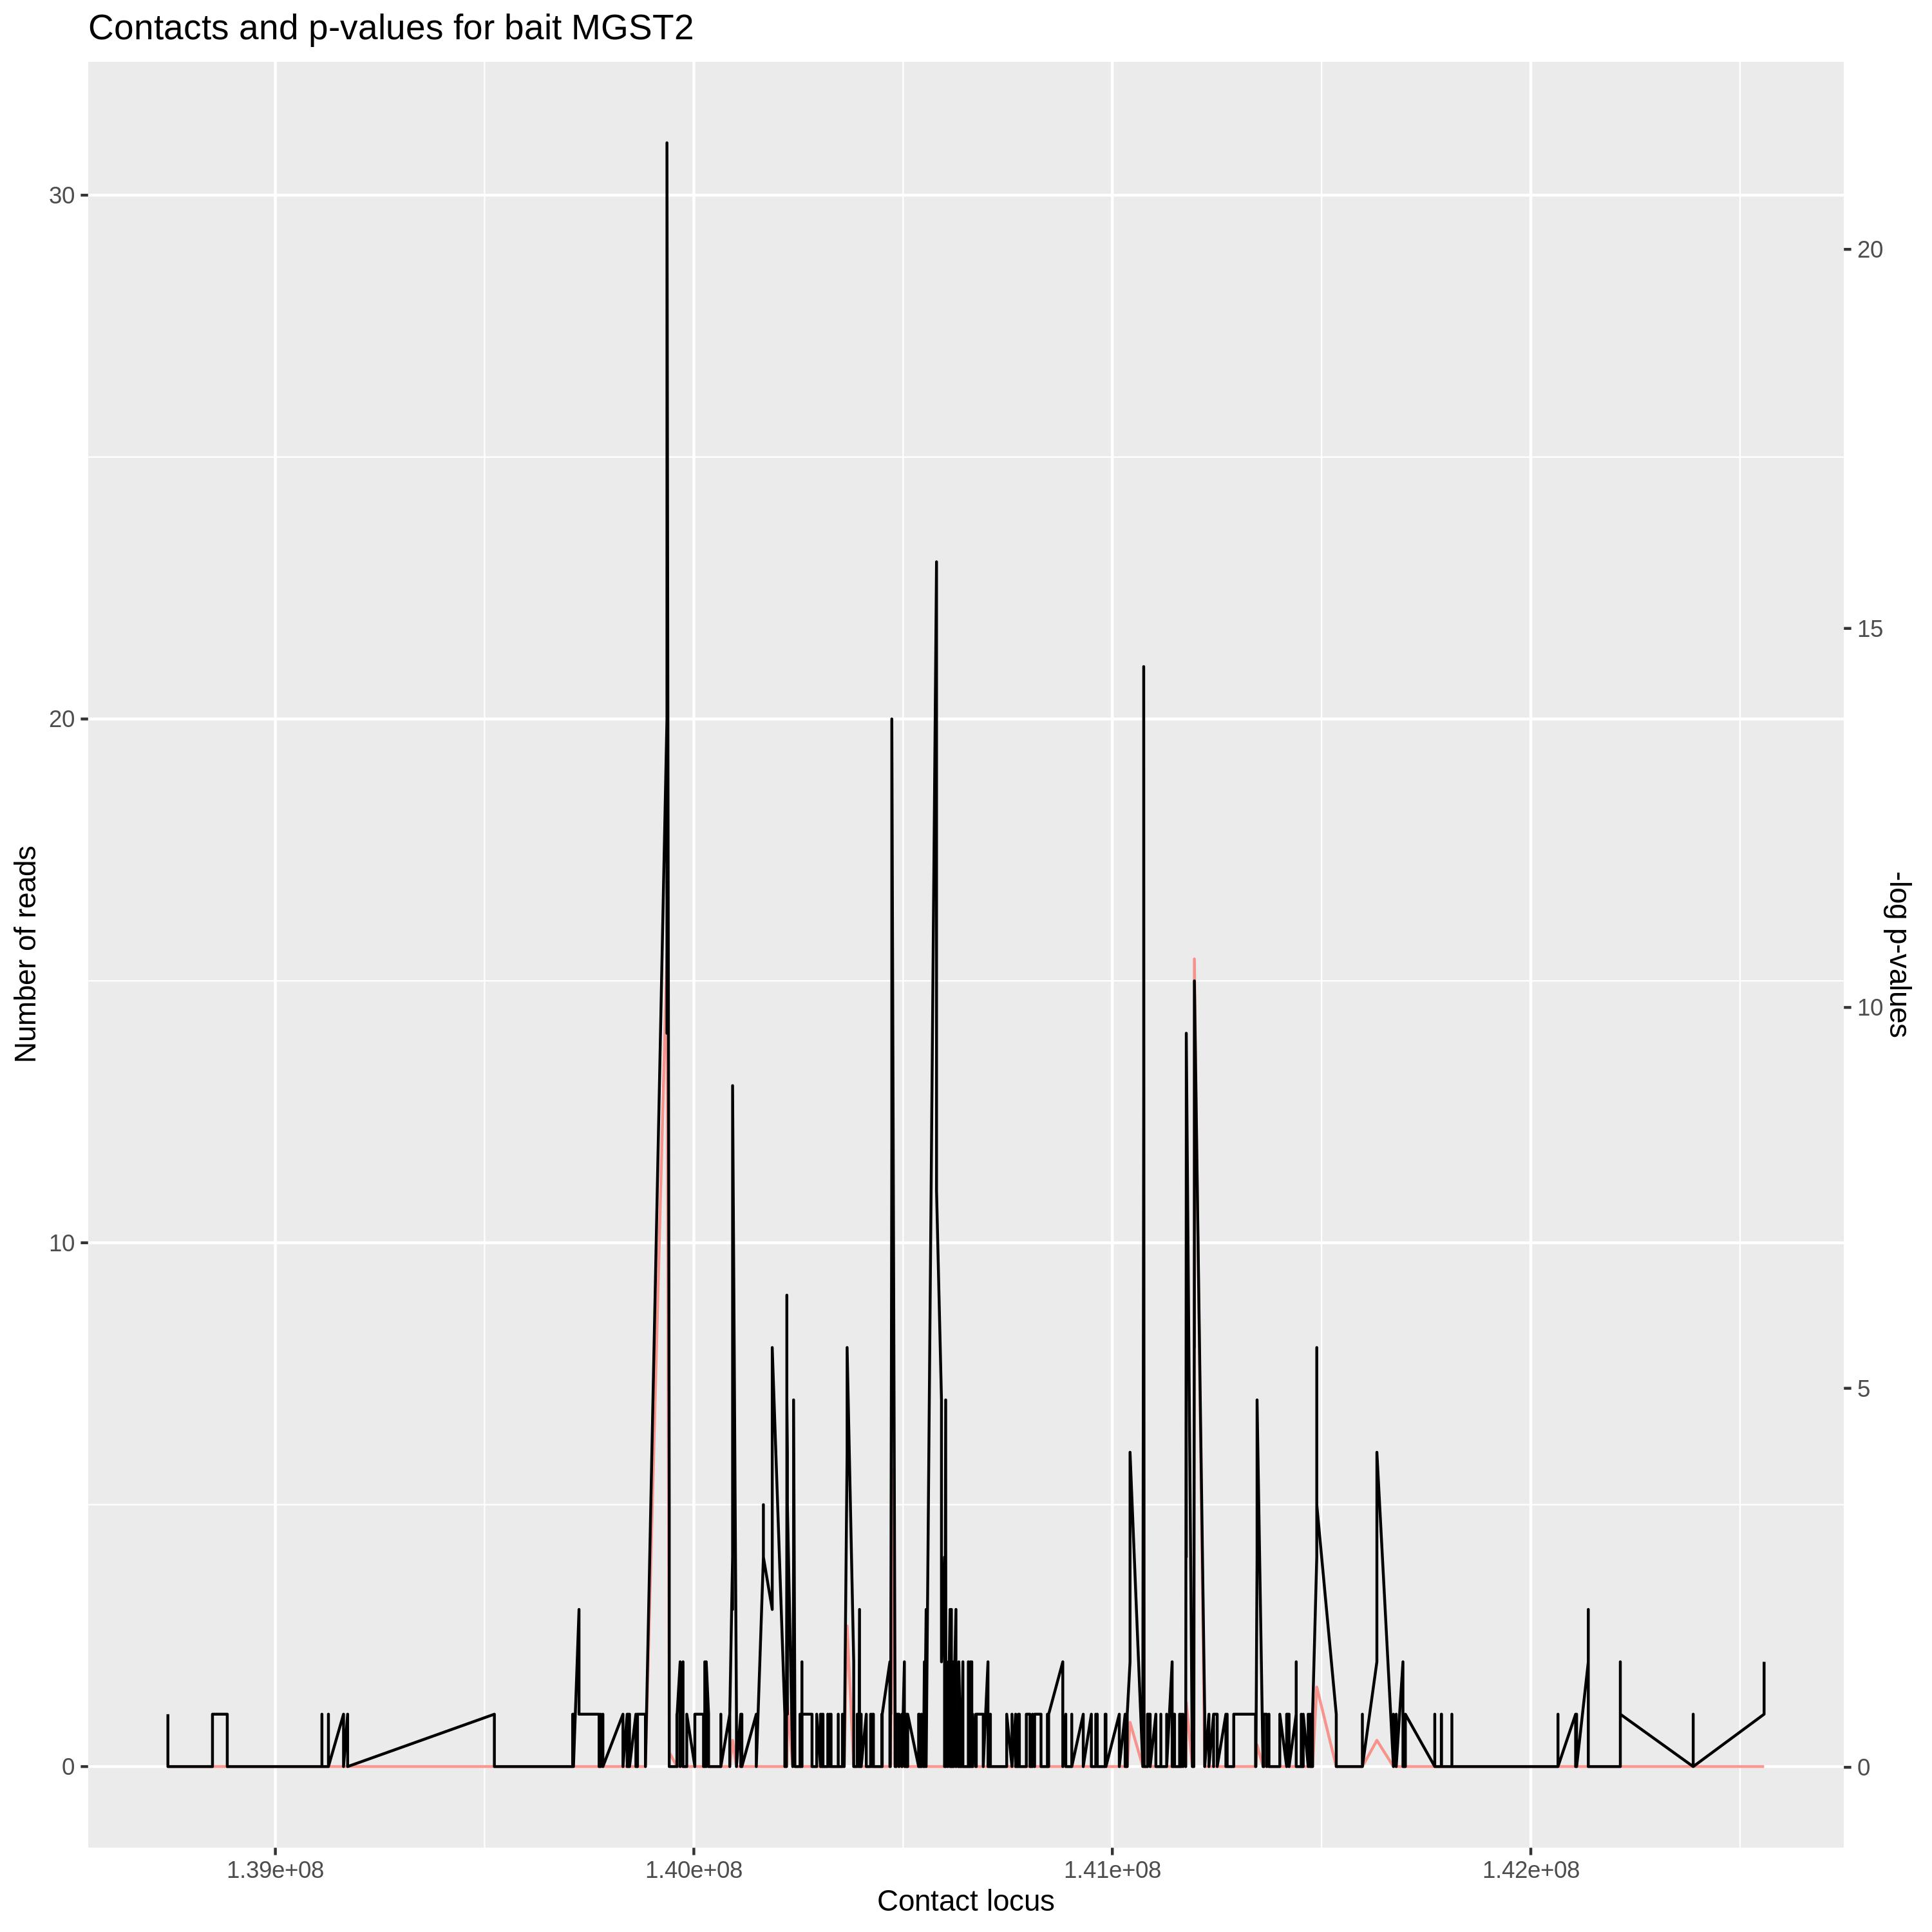 Contacts and p-values for bait MGST2
30
20
10
0
Number of reads
20
15
10
5
0
-log p-values
1.39e+08 1.40e+08 1.41e+08 1.42e+08
Contact locus